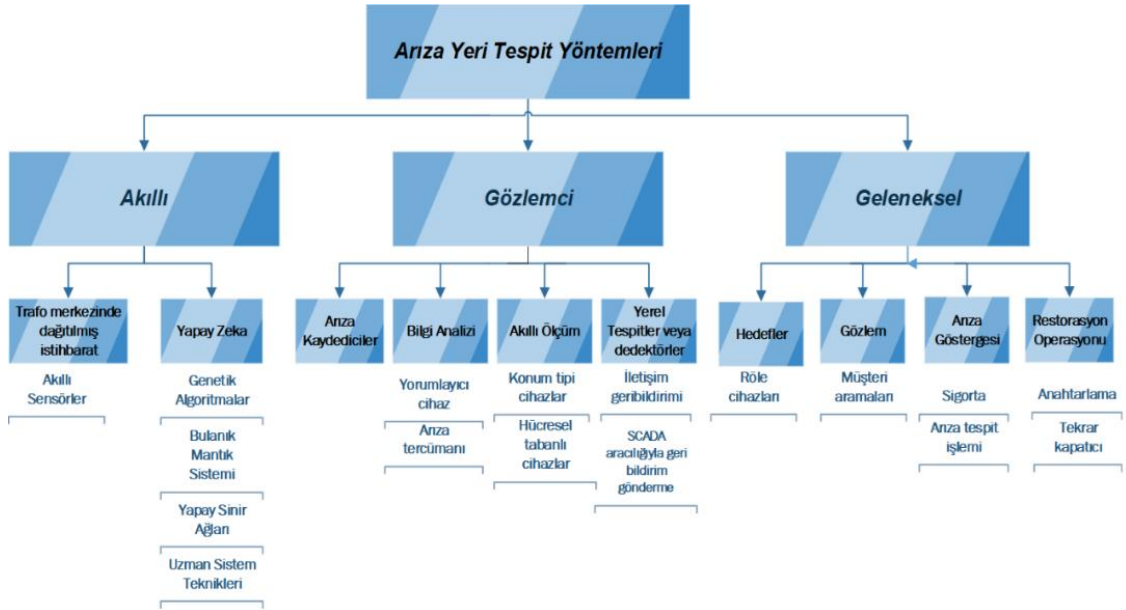 Arıza Yeri Tespit Yöntemleri
Akıllı
Gözlemci
Geleneksel
Trafo merkezinde
dağıtılmış
istihbarat
Akıllı
Sensörler
Yapay Zeka
Genetik
Algoritmalar
Bulanık
Mantık
Sistemi
Yapay Sinir
Ağları
Uzman Sistem
Teknikleri
Arıza
Kaydediciler
Bilgi Analizi
Yorumlayıcı
cihaz
Arıza
tercümanı
Akıllı Ölçüm
Konum tipi
cihazlar
Hücresel
tabanlı
cihazlar
Yerel
Tespitler veya
dedektörler
İletişim
geribildirimi
SCADA
aracılığıyla geri
bildirim
gönderme
Hedefler
Röle
cihazları
Gözlem
Müşteri
aramaları
Arıza
Göstergesi
Sigorta
Arıza tespit
işlemi
Restorasyon
Operasyonu
Anahtarlama
Tekrar
kapatıcı